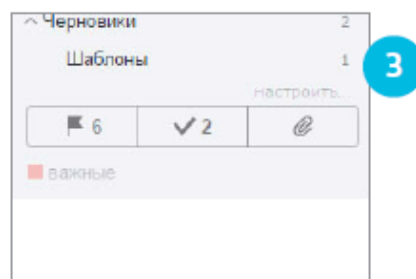 Черновики 2
Шаблоны 1
3
настроить...
6 2
важные